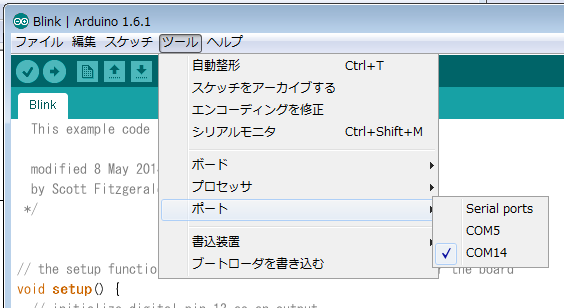 Blink | Arduino 1.6.1
ファイル 編集 スケッチ ツール ヘルプ
自動整形 Ctrl+T
スケッチをアーカイブする
エンコーディングを修正
シリアルモニタ Ctrl+Shift+M
ボード
プロセッサ
ポート
書込装置
ブートローダを書き込む
Serial ports
COM5
COM14
Blink
This example code
modified 8 May 201
by Scott Fitzgeral
*/
// the setup functio the board
void setup() {
// initialize digital pin 13 as an output